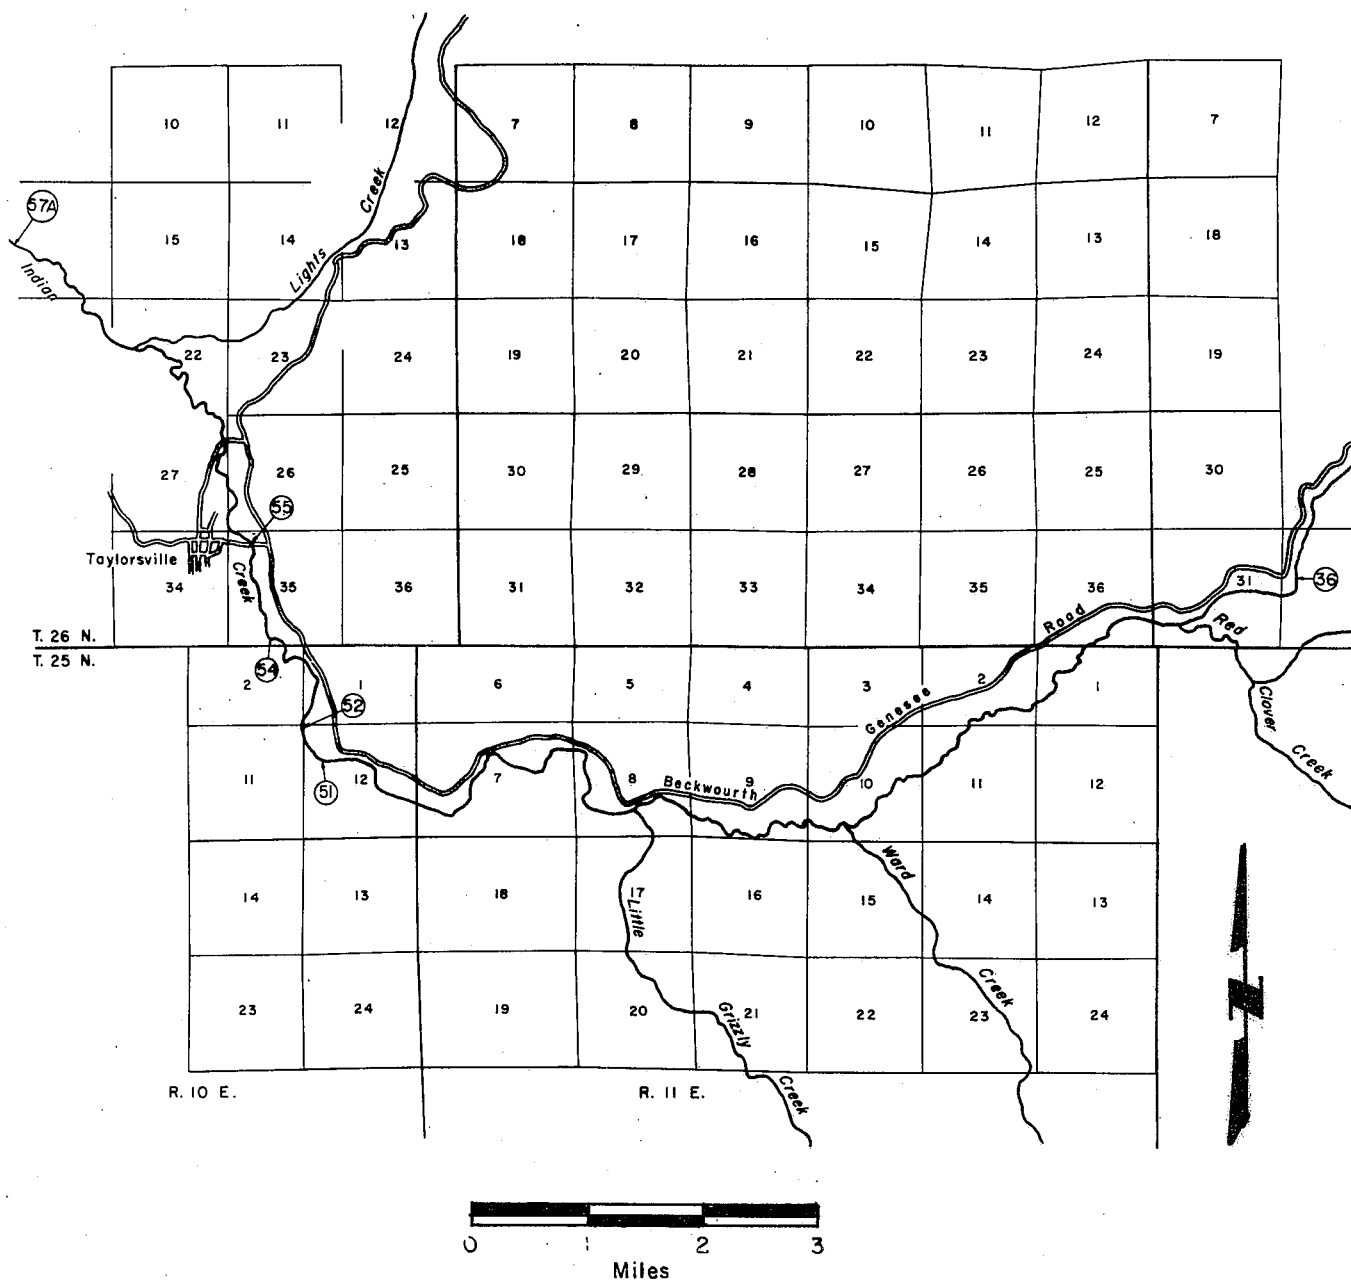 10 11 12 7 8 9 10 11 12 7
57A
15 14 Creek 13 18 17 16 15 14 13 18
Indian
Lights
22 23 24 19 20 21 22 23 24 19
27 26 25 30 29 28 27 26 25 30
55
Taylorsville
34 Creek 35 36 31 32 33 34 35 36 31 36
Road
Red
T. 26 N.
T. 25 N.
54
2 1 6 5 4 3 2 1
52
Genesee
Clover
Creek
11 12 7 8 9 10 11 12
51
Beckwourth
Ward
Creek
14 13 18 17 16 15 14 13
Little
23 24 19 20 21 22 23 24
Grizzly
Creek
R. 10 E. R. 11 E.
N
0 1 2 3
Miles